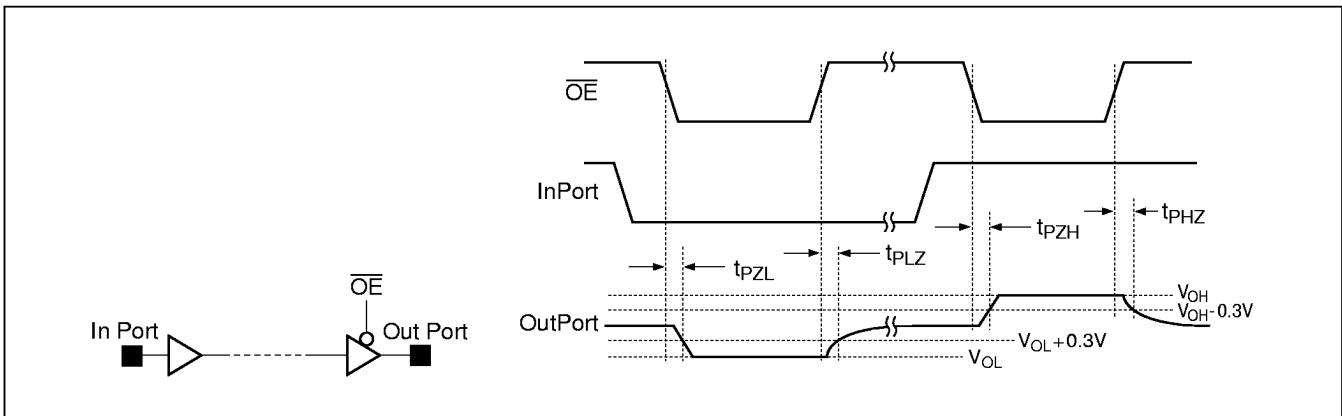 OE
InPort
tPZL
tPLZ
tPZH
tPHZ
OutPort
VOH
VOH-0.3V
VOL+0.3V
VOL
OE
In Port
Out Port